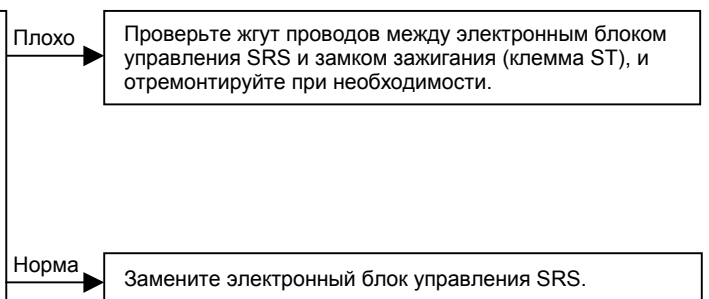 Плохо
Проверьте жгут проводов между электронным блоком
управления SRS и замком зажигания (клемма ST), и
отремонтируйте при необходимости.
Норма
Замените электронный блок управления SRS.